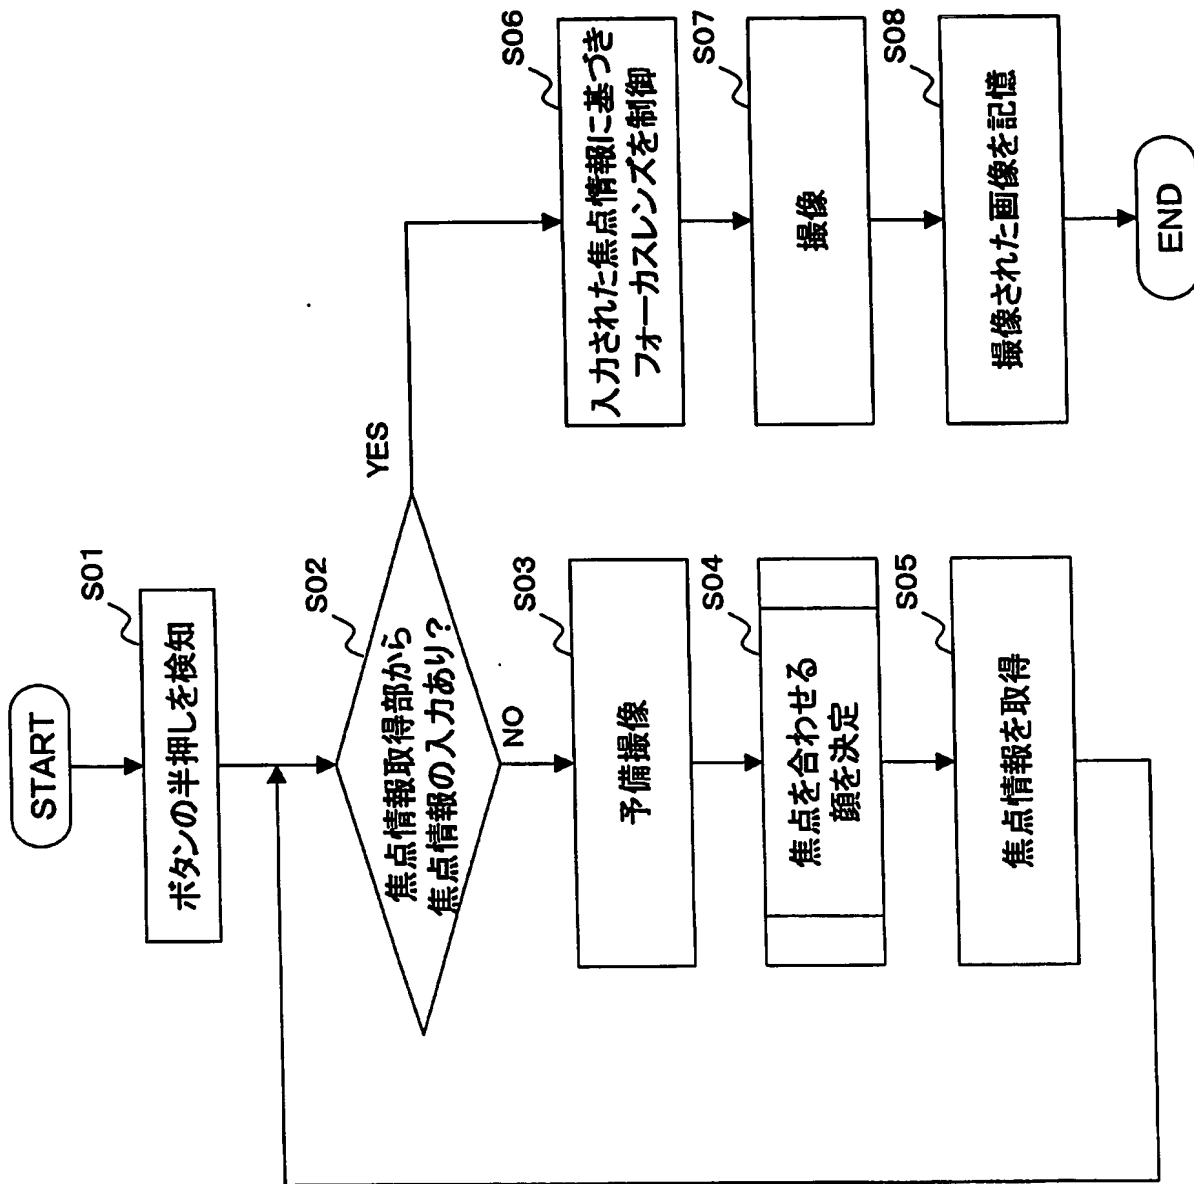 START
S01
ボタンの半押しを検知
S02
焦点情報取得部から
焦点情報の入力あり?
YES
NO
S03
予備撮像
S04
焦点を合わせる
顔を決定
S05
焦点情報を取得
S06
入力された焦点情報に基づき
フォーカスレンズを制御
S07
撮像
S08
撮像された画像を記憶
END